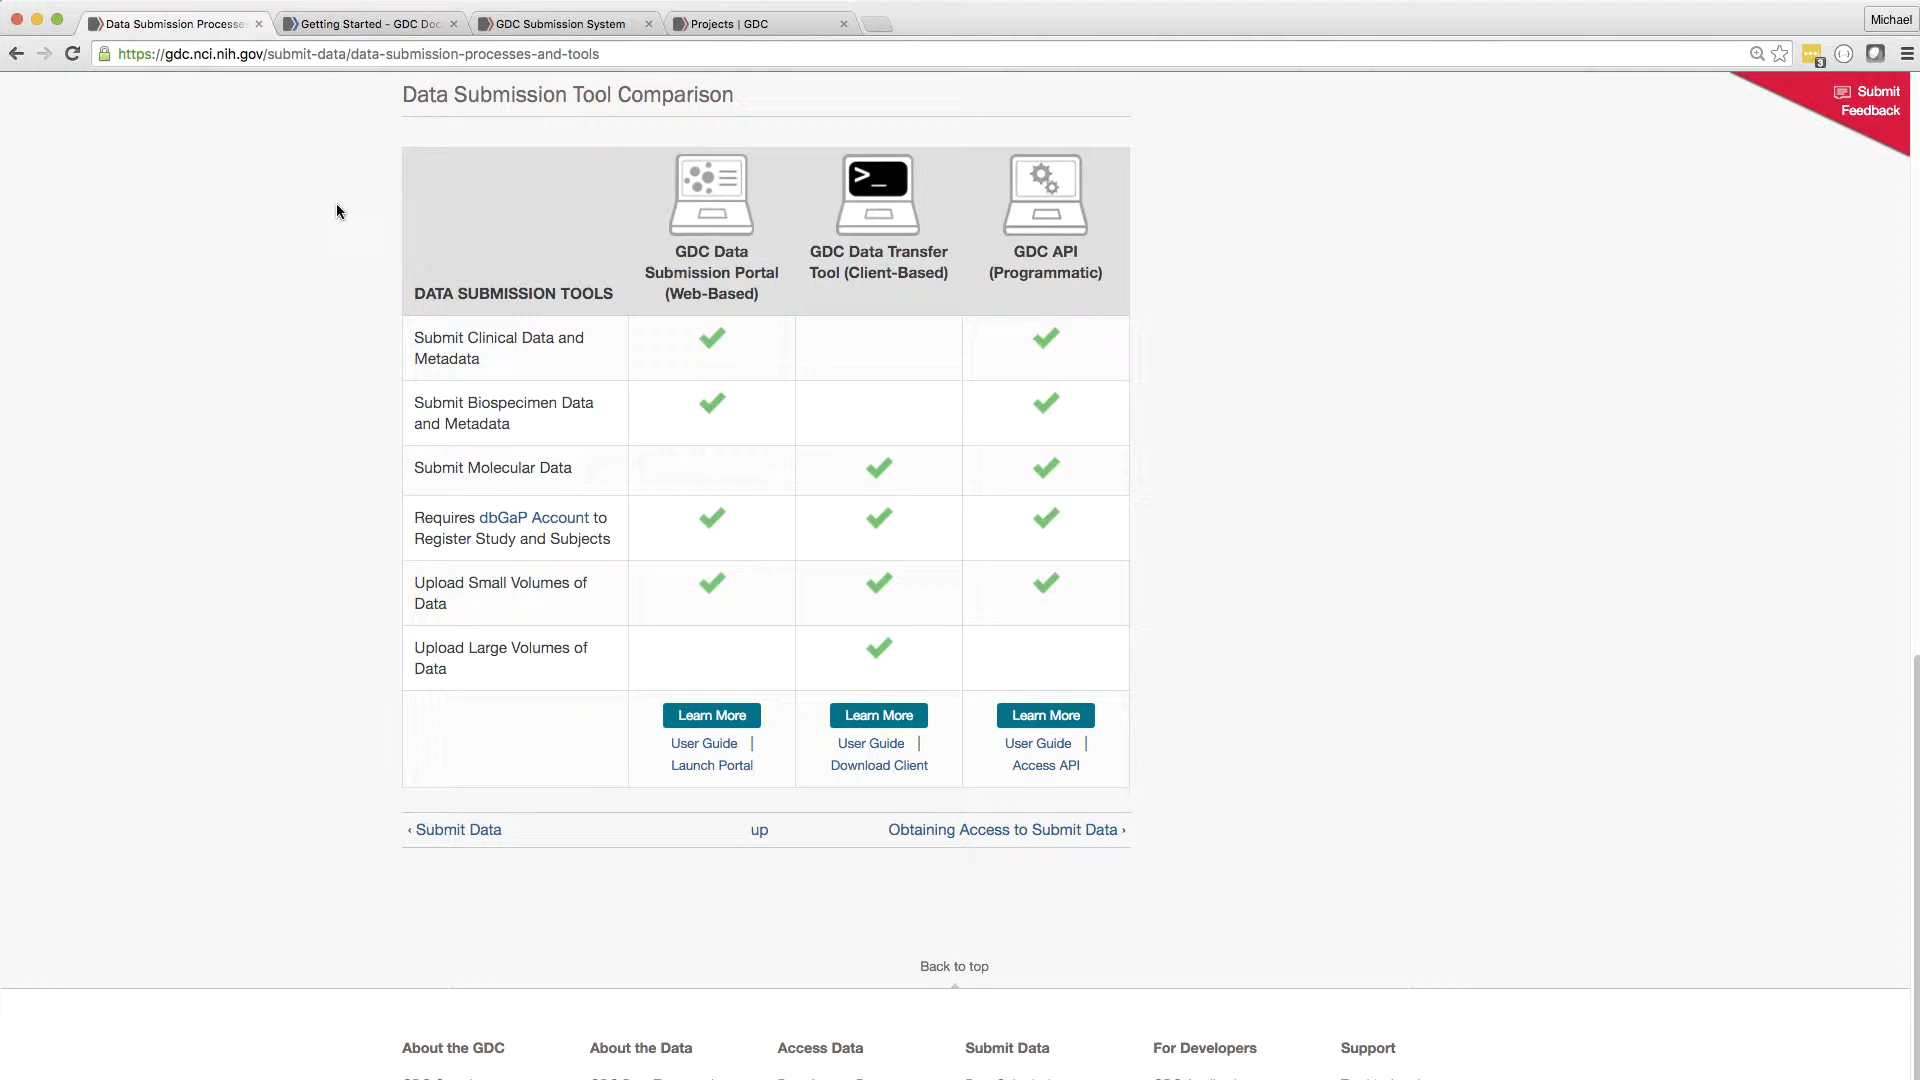 Data Submission Processe
Getting Started - GDC Doc
GDC Submission System
Projects | GDC
Michael
https://gdc.nci.nih.gov/submit-data/data-submission-processes-and-tools
3
Data Submission Tool Comparison
Submit
Feedback
>_
DATA SUBMISSION TOOLS
GDC Data
Submission Portal
(Web-Based)
GDC Data Transfer
Tool (Client-Based)
GDC API
(Programmatic)
Submit Clinical Data and
Metadata
Submit Biospecimen Data
and Metadata
Submit Molecular Data
Requires dbGaP Account to
Register Study and Subjects
Upload Small Volumes of
Data
Upload Large Volumes of
Data
Learn More
User Guide |
Launch Portal
Learn More
User Guide |
Download Client
Learn More
User Guide |
Access API
‹ Submit Data
up
Obtaining Access to Submit Data ›
Back to top
About the GDC
About the Data
Access Data
Submit Data
For Developers
Support